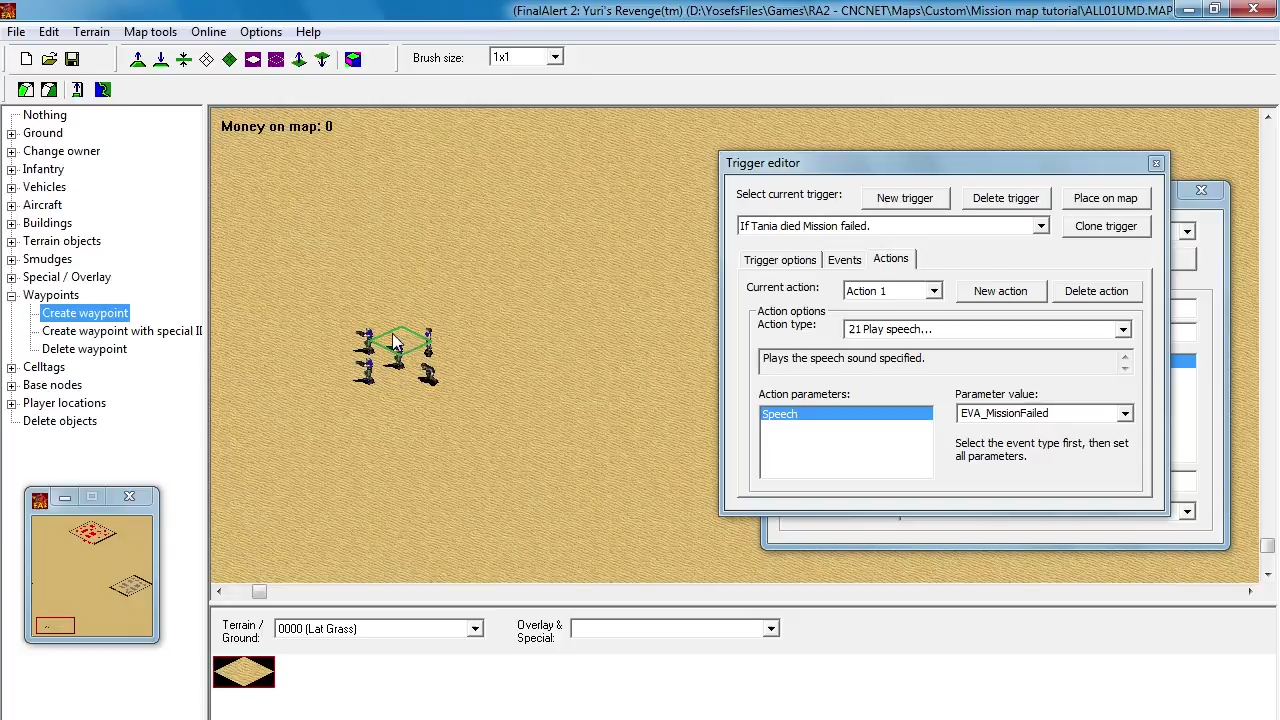 (FinalAlert 2: Yuri's Revenge(tm) (D:\YosefsFiles\Games\RA2 - CNCNET\Maps\Custom\Mission map tutorial\ALL01UMD.MAP
File Edit Terrain Map tools Online Options Help
Brush size: 1x1
Nothing
Ground
Change owner
Infantry
Vehicles
Aircraft
Buildings
Terrain objects
Smudges
Special / Overlay
Waypoints
Create waypoint
Create waypoint with special II
Delete waypoint
Celltags
Base nodes
Player locations
Delete objects
Money on map: 0
Trigger editor
Select current trigger: New trigger Delete trigger Place on map
If Tania died Mission failed. Clone trigger
Trigger options Events Actions
Current action: Action 1 New action Delete action
Action options
Action type: 21 Play speech...
Plays the speech sound specified.
Action parameters: Parameter value:
Speech EVA_MissionFailed
Select the event type first, then set
all parameters.
Terrain / Ground: 0000 (Lat Grass) Overlay & Special: